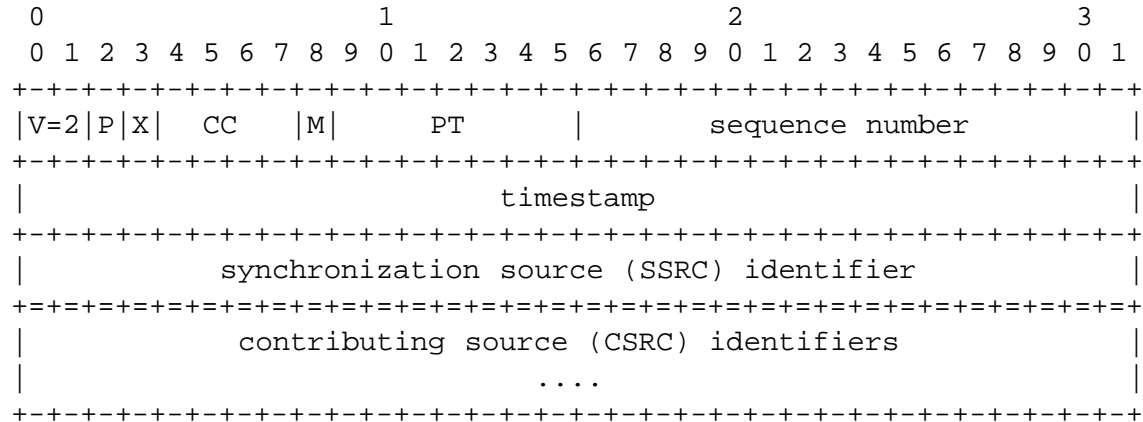 0                   1                   2                   3
 0 1 2 3 4 5 6 7 8 9 0 1 2 3 4 5 6 7 8 9 0 1 2 3 4 5 6 7 8 9 0 1
+-+-+-+-+-+-+-+-+-+-+-+-+-+-+-+-+-+-+-+-+-+-+-+-+-+-+-+-+-+-+-+-+
|V=2|P|X|  CC   |M|     PT      |       sequence number         |
+-+-+-+-+-+-+-+-+-+-+-+-+-+-+-+-+-+-+-+-+-+-+-+-+-+-+-+-+-+-+-+-+
|                           timestamp                           |
+-+-+-+-+-+-+-+-+-+-+-+-+-+-+-+-+-+-+-+-+-+-+-+-+-+-+-+-+-+-+-+-+
|           synchronization source (SSRC) identifier            |
+=+=+=+=+=+=+=+=+=+=+=+=+=+=+=+=+=+=+=+=+=+=+=+=+=+=+=+=+=+=+=+=+
|            contributing source (CSRC) identifiers             |
|                             ....                              |
+-+-+-+-+-+-+-+-+-+-+-+-+-+-+-+-+-+-+-+-+-+-+-+-+-+-+-+-+-+-+-+-+